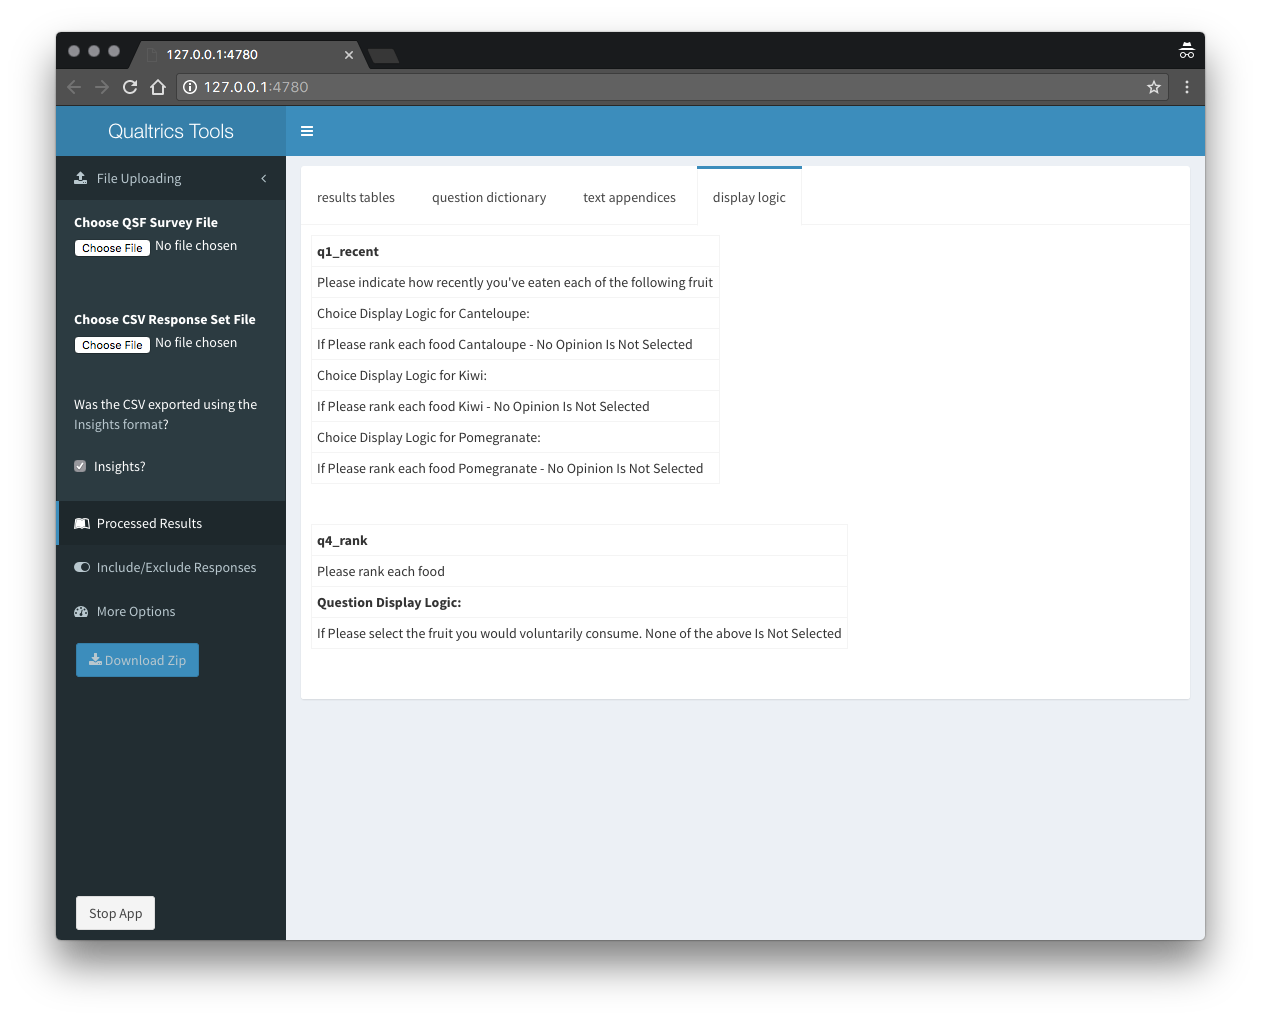 127.0.0.1:4780
127.0.0.1:4780
Qualtrics Tools
File Uploading
Choose QSF Survey File
Choose File No file chosen
Choose CSV Response Set File
Choose File No file chosen
Was the CSV exported using the
Insights format?
Insights?
Processed Results
Include/Exclude Responses
More Options
Download Zip
Stop App
results tables question dictionary text appendices display logic
q1_recent
Please indicate how recently you've eaten each of the following fruit
Choice Display Logic for Canteloupe:
If Please rank each food Cantaloupe - No Opinion Is Not Selected
Choice Display Logic for Kiwi:
If Please rank each food Kiwi - No Opinion Is Not Selected
Choice Display Logic for Pomegranate:
If Please rank each food Pomegranate - No Opinion Is Not Selected
q4_rank
Please rank each food
Question Display Logic:
If Please select the fruit you would voluntarily consume. None of the above Is Not Selected